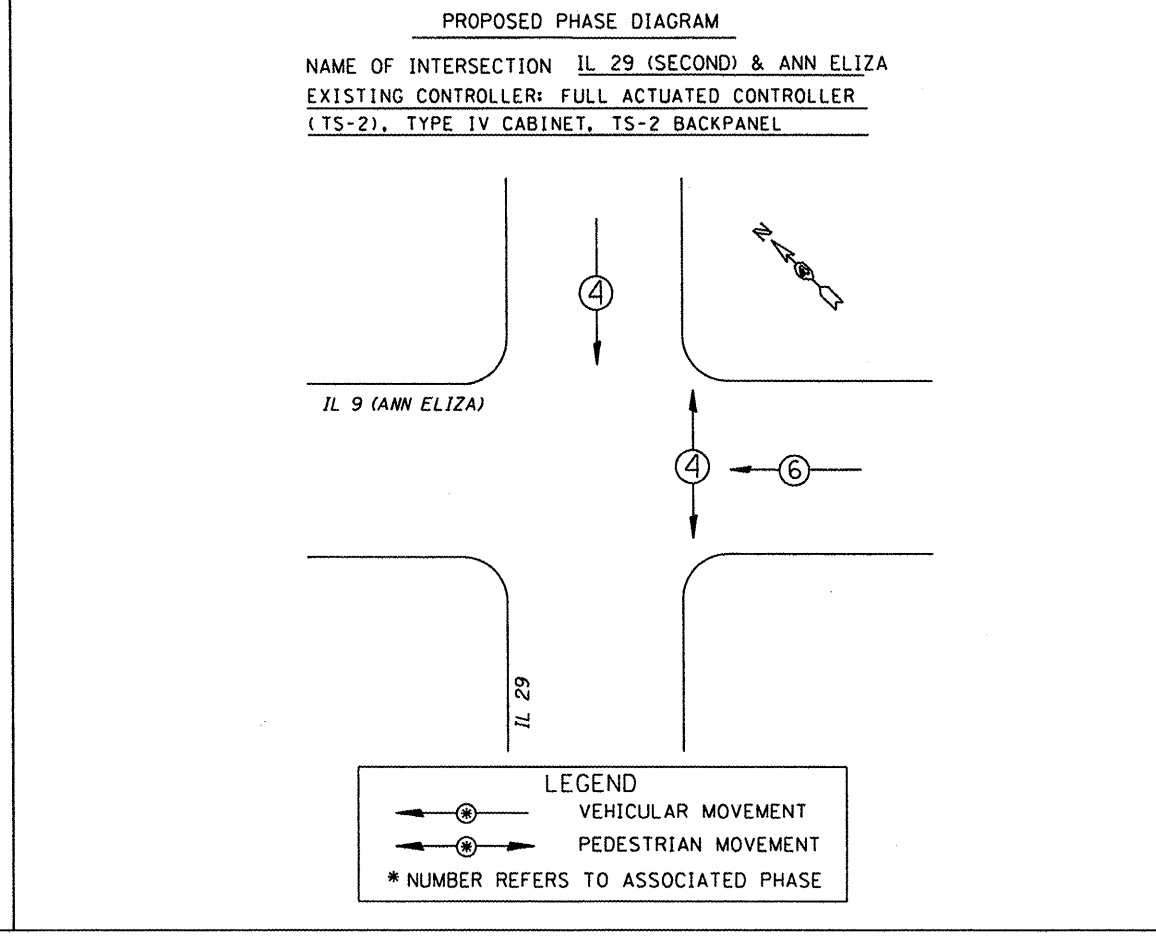 PROPOSED PHASE DIAGRAM
NAME OF INTERSECTION IL 29 (SECOND) & ANN ELIZA
EXISTING CONTROLLER: FULL ACTUATED CONTROLLER
(TS-2), TYPE IV CABINET, TS-2 BACKPANEL
N
4
IL 9 (ANN ELIZA)
4
6
IL 29
LEGEND
* VEHICULAR MOVEMENT
* PEDESTRIAN MOVEMENT
* NUMBER REFERS TO ASSOCIATED PHASE